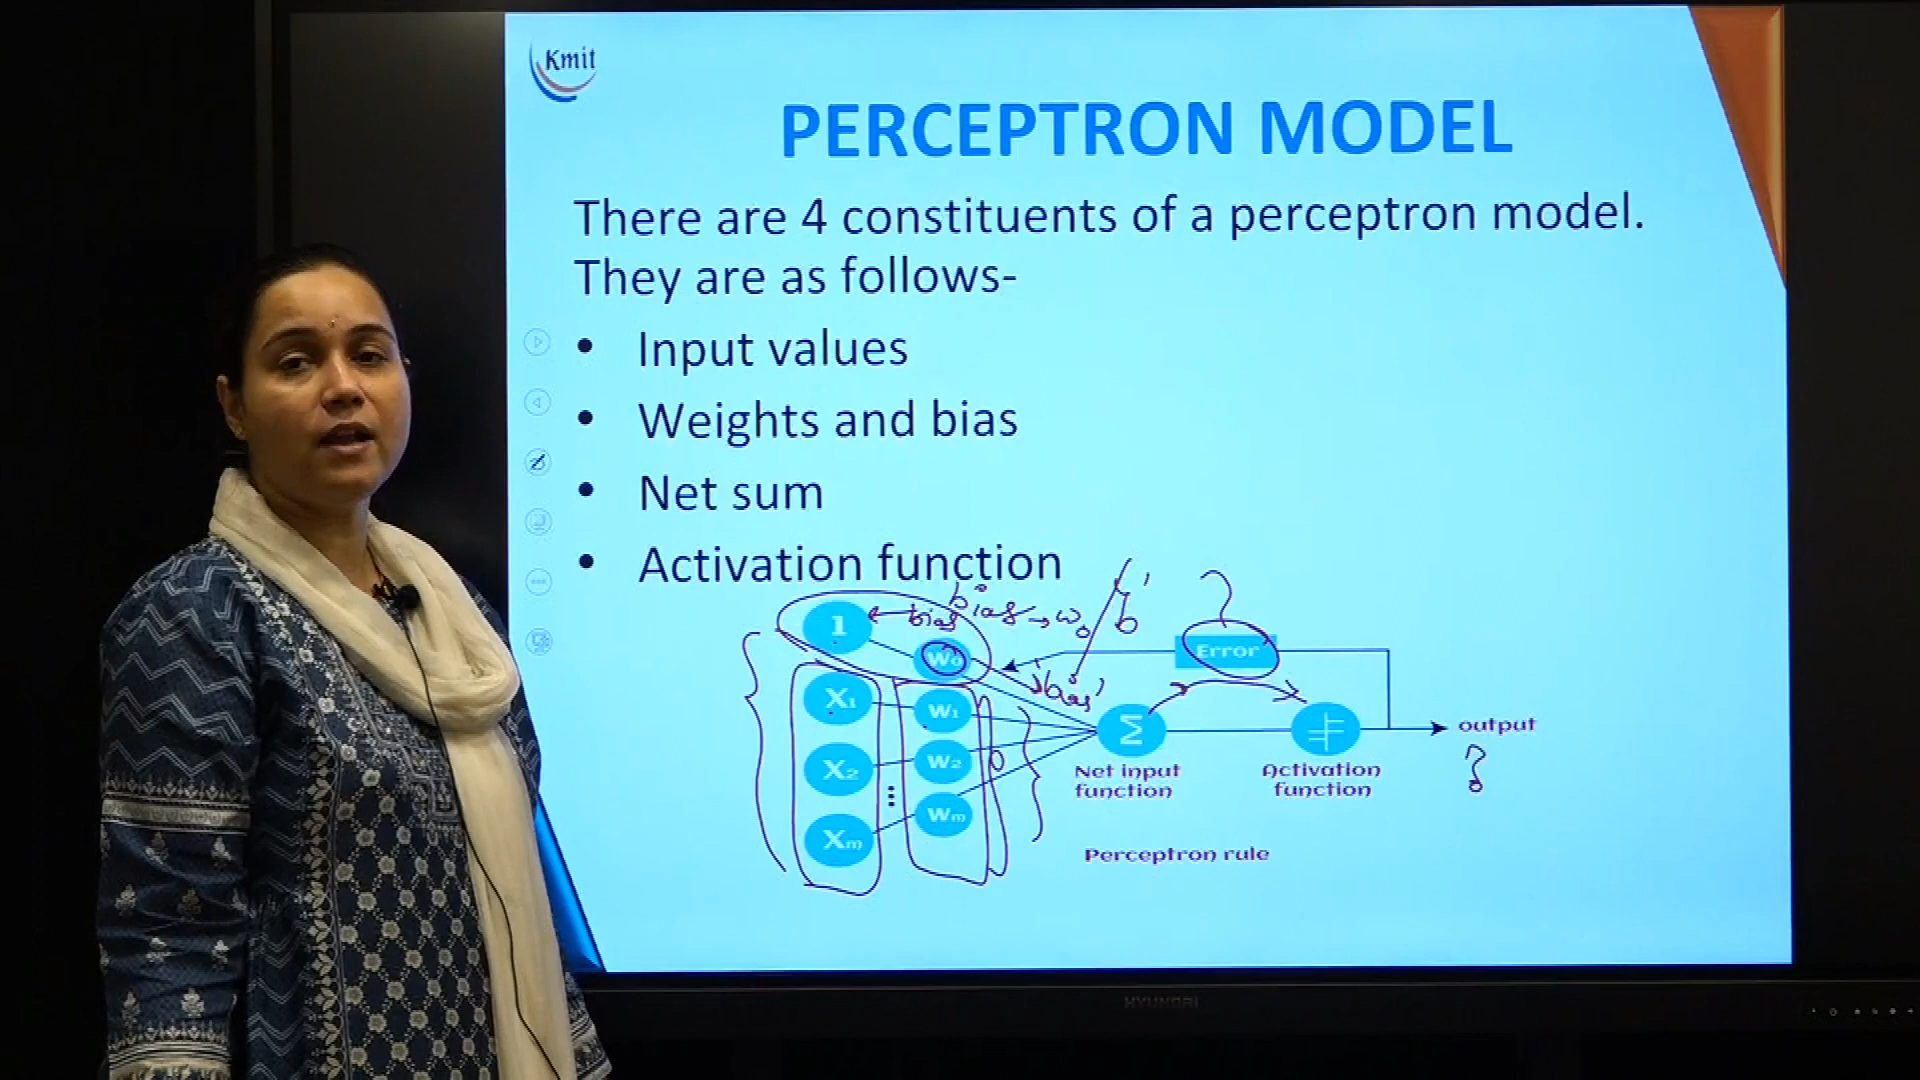 Kmit
PERCEPTRON MODEL
There are 4 constituents of a perceptron model.
They are as follows-
• Input values
• Weights and bias
• Net sum
• Activation function
bias → w₀
1 ← bias
b
W₀
Error
'bias'
X₁
W₁
Σ
output
?
X₂
W₂
Net input
function
Activation
function
Xₘ
Wₘ
Perceptron rule
HYUNDAI